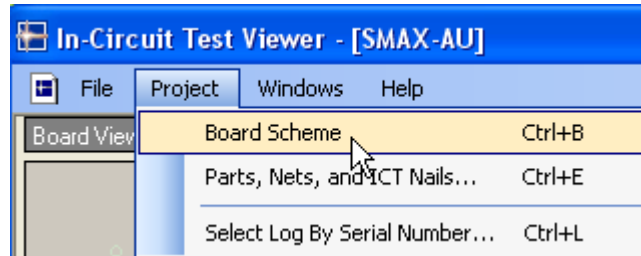 In-Circuit Test Viewer - [SMAX-AU]
File Project Windows Help
Board View
Board Scheme Ctrl+B
Parts, Nets, and ICT Nails... Ctrl+E
Select Log By Serial Number... Ctrl+L